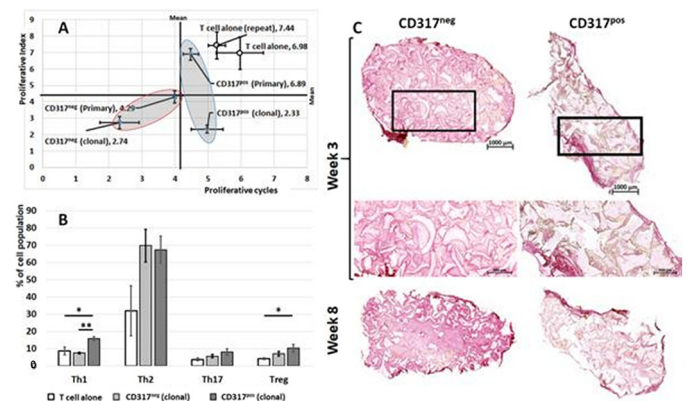 A
Mean
T cell alone (repeat), 7.44
T cell alone, 6.98
CD317pos (Primary), 6.89
Mean
CD317neg (Primary), 4.29
CD317pos (clonal), 2.33
CD317neg (clonal), 2.74
Proliferative Index
9
8
7
6
5
4
3
2
1
0
0 1 2 3 4 5 6 7 8
Proliferative cycles
B
% of cell population
90
80
70
60
50
40
30
20
10
0
*
**
*
Th1 Th2 Th17 Treg
T cell alone CD317neg (clonal) CD317pos (clonal)
C
CD317neg CD317pos
Week 3
1000 µm
1000 µm
Week 8